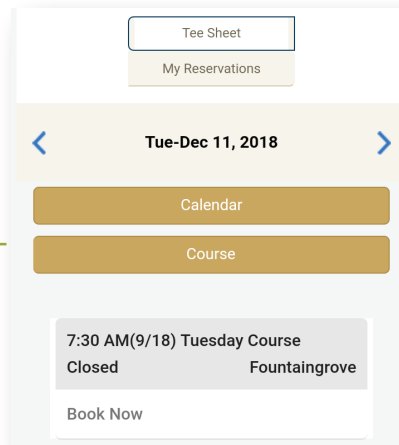 Tee Sheet
My Reservations
Tue-Dec 11, 2018
Calendar
Course
7:30 AM(9/18) Tuesday Course
Closed Fountaingrove
Book Now